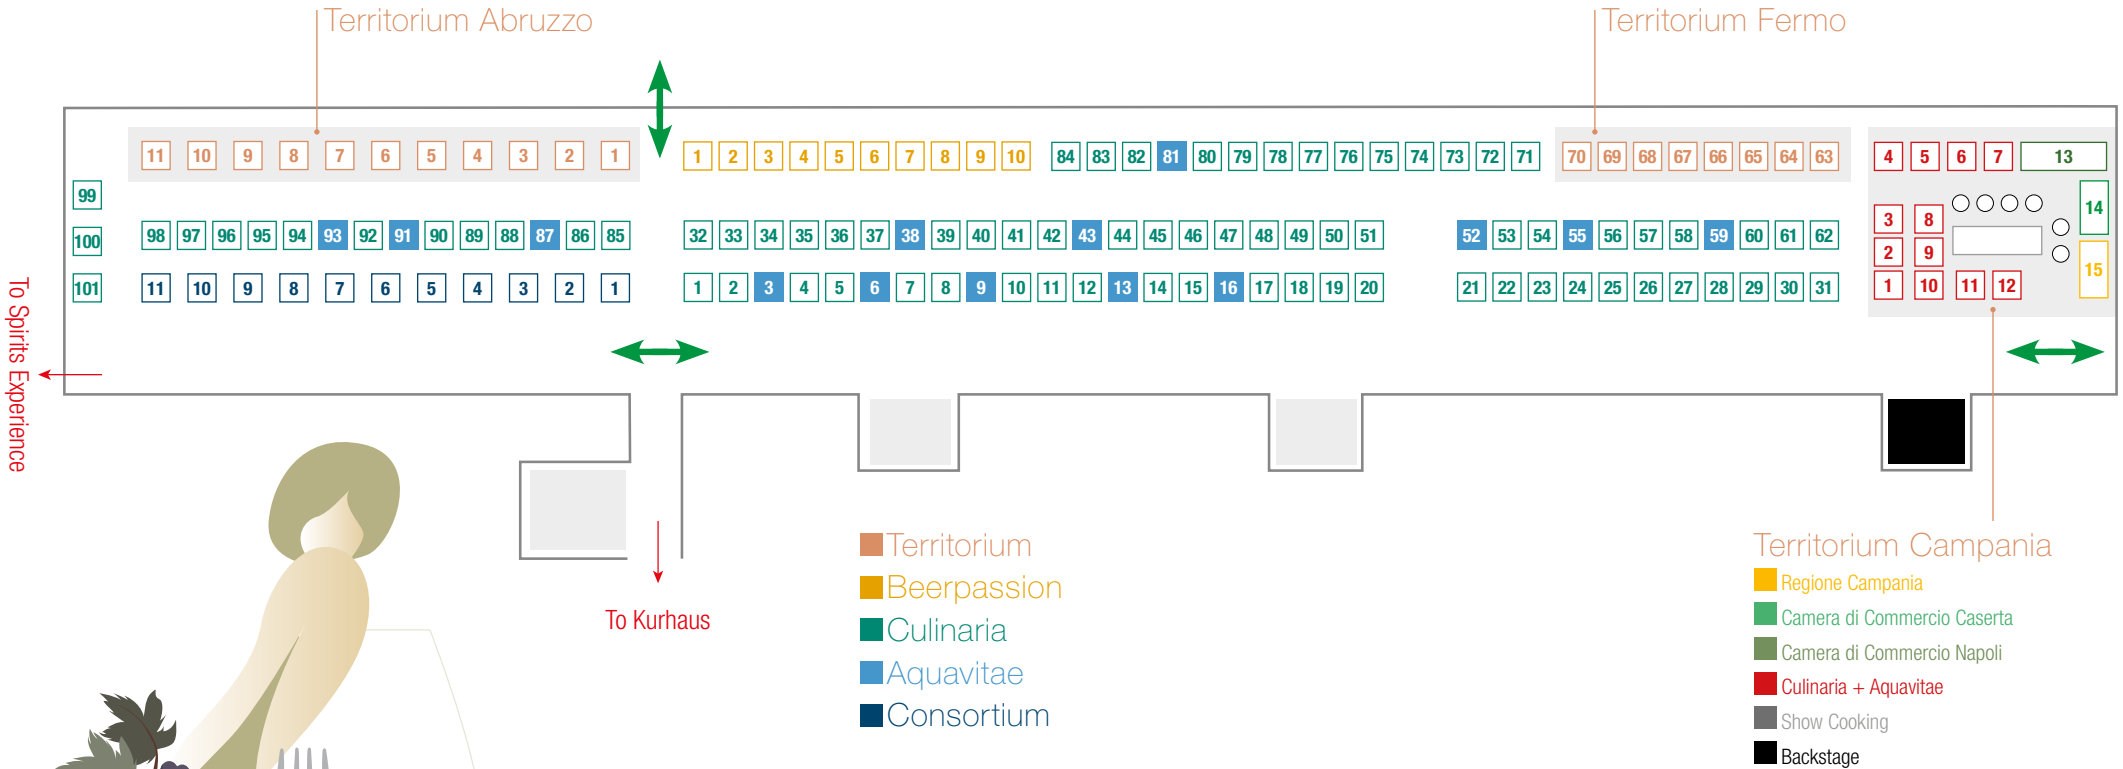 Territorium Abruzzo
Territorium Fermo
11 10 9 8 7 6 5 4 3 2 1
1 2 3 4 5 6 7 8 9 10
84 83 82 81 80 79 78 77 76 75 74 73 72 71
70 69 68 67 66 65 64 63
4 5 6 7 13
99
100
101
98 97 96 95 94 93 92 91 90 89 88 87 86 85
32 33 34 35 36 37 38 39 40 41 42 43 44 45 46 47 48 49 50 51
52 53 54 55 56 57 58 59 60 61 62
3 8
14
2 9
15
11 10 9 8 7 6 5 4 3 2 1
1 2 3 4 5 6 7 8 9 10 11 12 13 14 15 16 17 18 19 20
21 22 23 24 25 26 27 28 29 30 31
1 10 11 12
To Spirits Experience
To Kurhaus
Territorium
Beerpassion
Culinaria
Aquavitae
Consortium
Territorium Campania
Regione Campania
Camera di Commercio Caserta
Camera di Commercio Napoli
Culinaria + Aquavitae
Show Cooking
Backstage